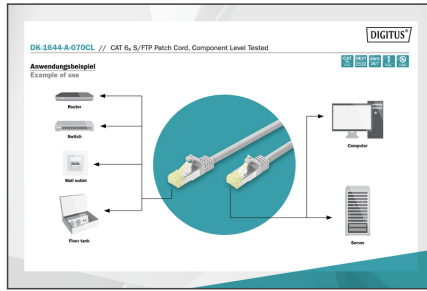 DIGITUS®
DK-1644-A-070CL // CAT 6A S/FTP Patch Cord, Component Level Tested
Anwendungsbeispiel
Example of use
Router
Switch
Wall outlet
Floor tank
Computer
Server